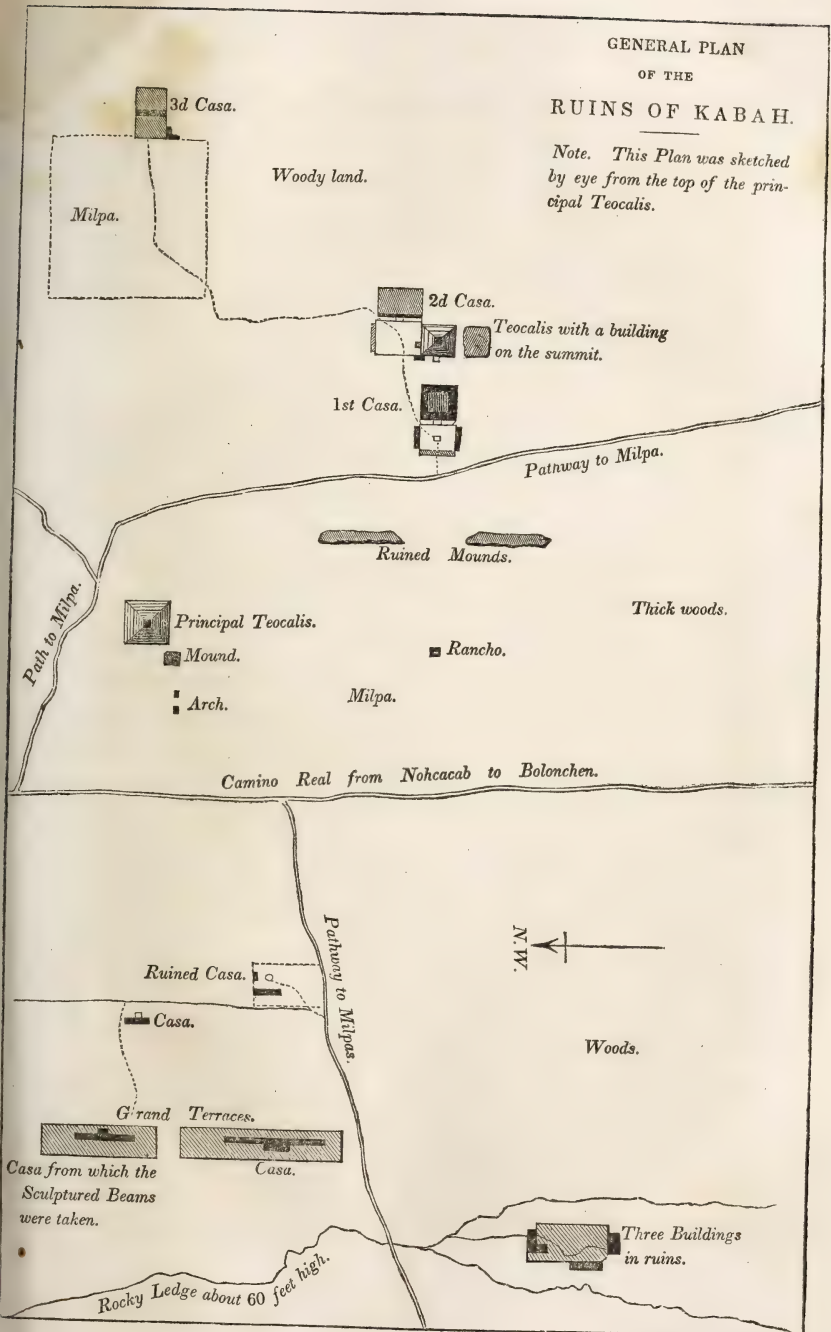 GENERAL PLAN
OF THE
RUINS OF KABAH.
Note. This Plan was sketched
by eye from the top of the prin-
cipal Teocalis.
3d Casa.
Woody land.
Milpa.
2d Casa.
Teocalis with a building
on the summit.
1st Casa.
Pathway to Milpa.
Ruined Mounds.
Path to Milpa.
Principal Teocalis.
Thick woods.
Mound.
Rancho.
Arch.
Milpa.
Camino Real from Nohcacab to Bolonchen.
N.W.
Pathway to Milpas.
Ruined Casa.
Casa.
Woods.
Grand Terraces.
Casa from which the
Sculptured Beams
were taken.
Casa.
Three Buildings
in ruins.
Rocky Ledge about 60 feet high.